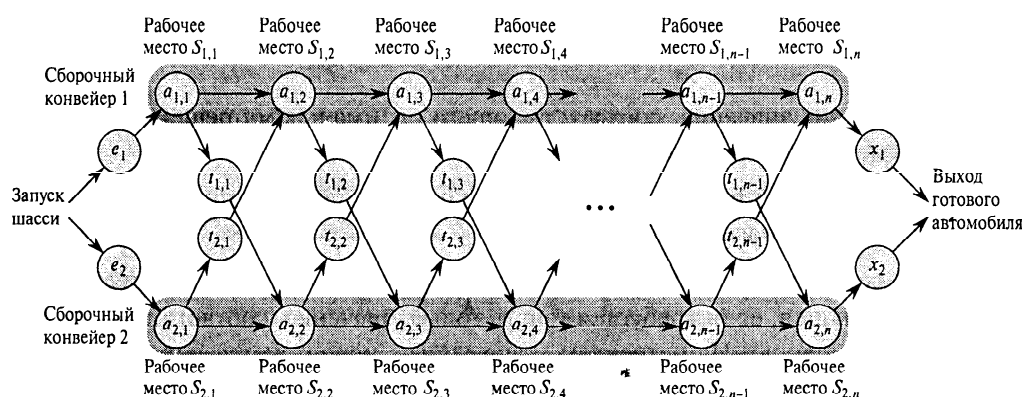 Рабочее место S1,1
Рабочее место S1,2
Рабочее место S1,3
Рабочее место S1,4
Рабочее место S1,n−1
Рабочее место S1,n
Сборочный конвейер 1
a1,1
a1,2
a1,3
a1,4
a1,n−1
a1,n
e1
x1
t1,1
t1,2
t1,3
t1,n−1
Запуск шасси
...
Выход готового автомобиля
t2,1
t2,2
t2,3
t2,n−1
e2
x2
Сборочный конвейер 2
a2,1
a2,2
a2,3
a2,4
a2,n−1
a2,n
Рабочее место S2,1
Рабочее место S2,2
Рабочее место S2,3
Рабочее место S2,4
Рабочее место S2,n−1
Рабочее место S2,n